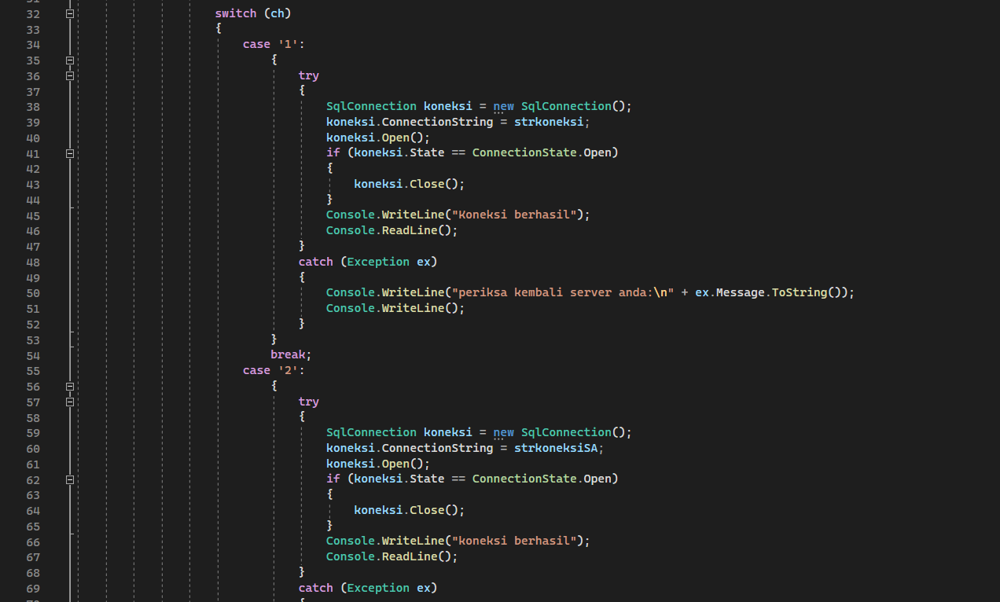 32 switch (ch)
33 {
34 case '1':
35 {
36 try
37 {
38 SqlConnection koneksi = new SqlConnection();
39 koneksi.ConnectionString = strkoneksi;
40 koneksi.Open();
41 if (koneksi.State == ConnectionState.Open)
42 {
43 koneksi.Close();
44 }
45 Console.WriteLine("Koneksi berhasil");
46 Console.ReadLine();
47 }
48 catch (Exception ex)
49 {
50 Console.WriteLine("periksa kembali server anda:\n" + ex.Message.ToString());
51 Console.WriteLine();
52 }
53 }
54 break;
55 case '2':
56 {
57 try
58 {
59 SqlConnection koneksi = new SqlConnection();
60 koneksi.ConnectionString = strkoneksiSA;
61 koneksi.Open();
62 if (koneksi.State == ConnectionState.Open)
63 {
64 koneksi.Close();
65 }
66 Console.WriteLine("koneksi berhasil");
67 Console.ReadLine();
68 }
69 catch (Exception ex)